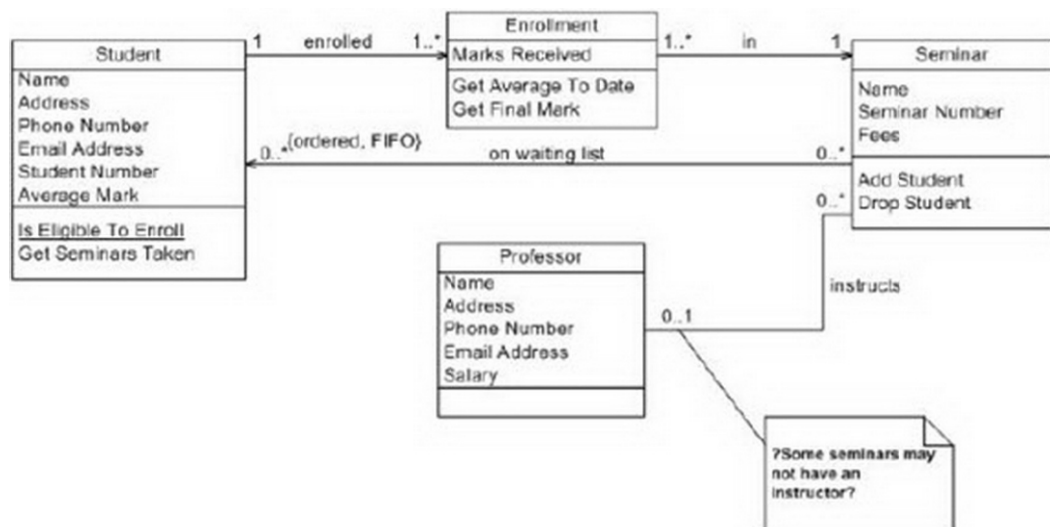 Student
Name
Address
Phone Number
Email Address
Student Number
Average Mark
Is Eligible To Enroll
Get Seminars Taken
1 enrolled 1..*
Enrollment
Marks Received
Get Average To Date
Get Final Mark
1..* in 1
Seminar
Name
Seminar Number
Fees
Add Student
Drop Student
0..* {ordered, FIFO} on waiting list 0..*
0..*
instructs
0..1
Professor
Name
Address
Phone Number
Email Address
Salary
?Some seminars may
not have an
instructor?